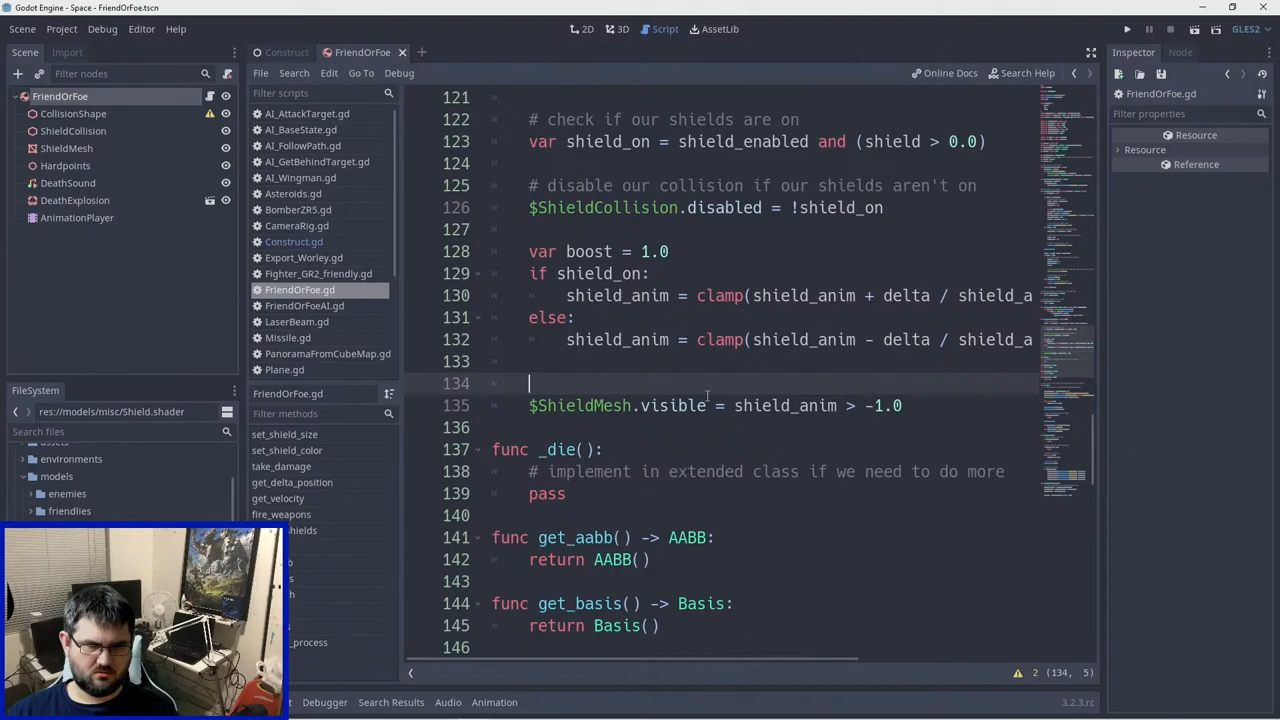 Godot Engine - Space - FriendOrFoe.tscn
Scene Project Debug Editor Help
2D 3D Script AssetLib
GLES2
Scene Import
Construct FriendOrFoe
Inspector Node
Filter nodes
File Search Edit Go To Debug
Online Docs Search Help
FriendOrFoe
CollisionShape
ShieldCollision
ShieldMesh
Hardpoints
DeathSound
DeathExplosion
AnimationPlayer
Filter scripts
AI_AttackTarget.gd
AI_BaseState.gd
AI_FollowPath.gd
AI_GetBehindTarget.gd
AI_Wingman.gd
Asteroids.gd
BomberZR5.gd
CameraRig.gd
Construct.gd
Export_Worley.gd
Fighter_GR2_friendly.gd
FriendOrFoe.gd
FriendOrFoeAI.gd
LaserBeam.gd
Missile.gd
PanoramaFromCubeMap.gd
Plane.gd
FriendOrFoe.gd
Filter methods
set_shield_size
set_shield_color
take_damage
get_delta_position
get_velocity
fire_weapons
FileSystem
res://models/misc/Shield.shader
Search files
environments
models
enemies
friendlies
121
122 # check if our shields are on
123 var shield_on = shield_enabled and (shield > 0.0)
124
125 # disable our collision if our shields aren't on
126 $ShieldCollision.disabled = !shield_on
127
128 var boost = 1.0
129 if shield_on:
130 shield_anim = clamp(shield_anim + delta / shield_a
131 else:
132 shield_anim = clamp(shield_anim - delta / shield_a
133
134
135 $ShieldMesh.visible = shield_anim > -1.0
136
137 func _die():
138 # implement in extended class if we need to do more
139 pass
140
141 func get_aabb() -> AABB:
142 return AABB()
143
144 func get_basis() -> Basis:
145 return Basis()
146
2 (134, 5)
FriendOrFoe.gd
Filter properties
Resource
Resource
Reference
Debugger Search Results Audio Animation
3.2.3.rc